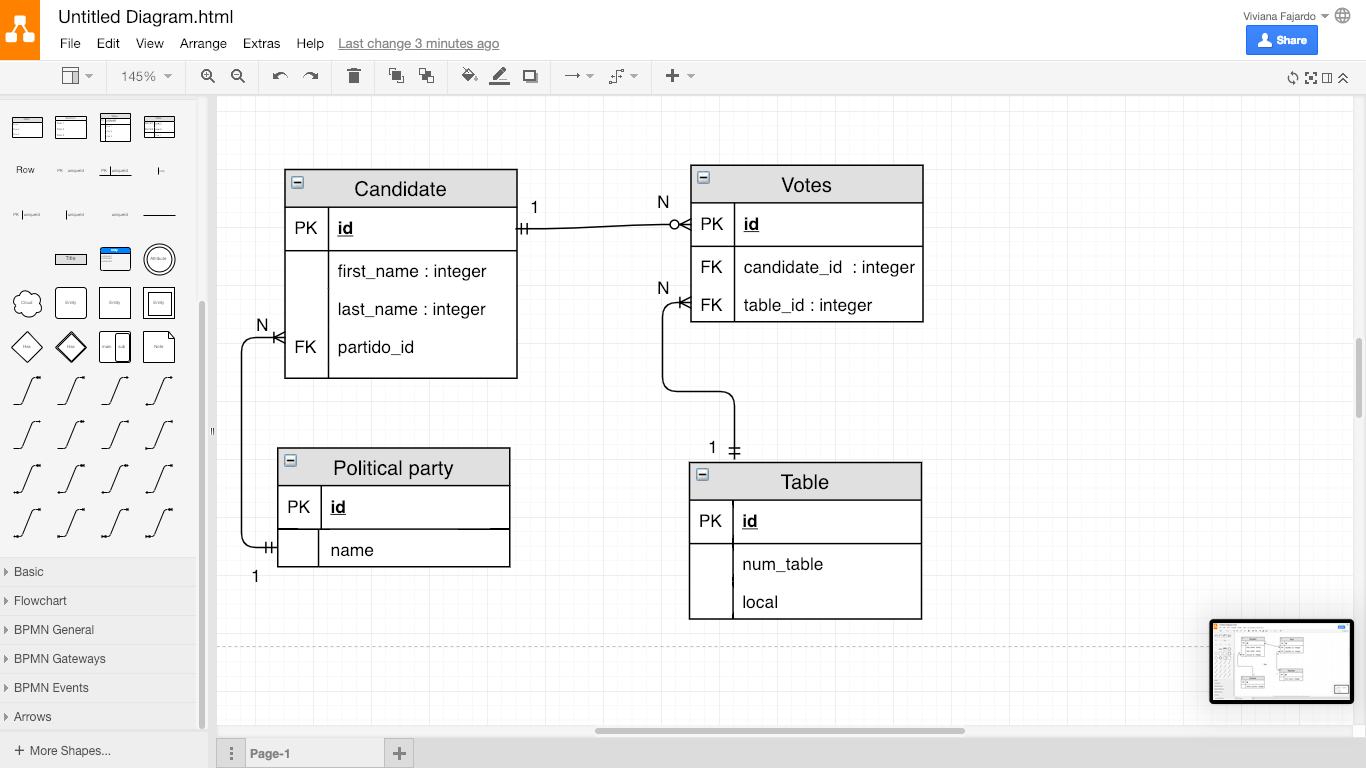 Untitled Diagram.html
Viviana Fajardo
File Edit View Arrange Extras Help Last change 3 minutes ago
Share
145%
Row
Title
Basic
Flowchart
BPMN General
BPMN Gateways
BPMN Events
Arrows
+ More Shapes...
Candidate
PK id
first_name : integer
last_name : integer
FK partido_id
1
N
Votes
PK id
FK candidate_id : integer
FK table_id : integer
N
N
1
Political party
PK id
name
1
Table
PK id
num_table
local
Page-1